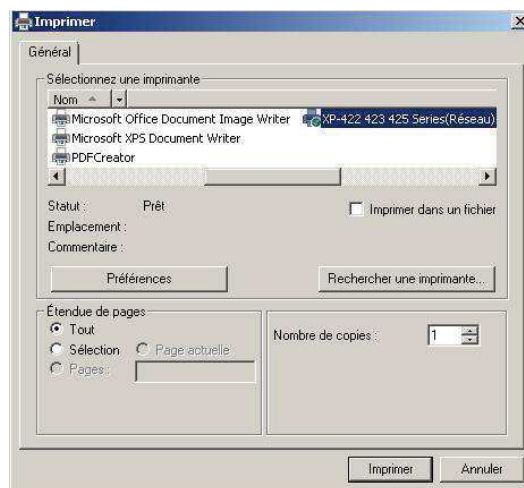 Imprimer
Général
Sélectionnez une imprimante
Nom
Microsoft Office Document Image Writer XP-422 423 425 Series(Réseau)
Microsoft XPS Document Writer
PDFCreator
Statut : Prêt
Imprimer dans un fichier
Emplacement :
Commentaire :
Préférences Rechercher une imprimante...
Étendue de pages
Tout
Sélection Page actuelle
Pages :
Nombre de copies : 1
Imprimer Annuler